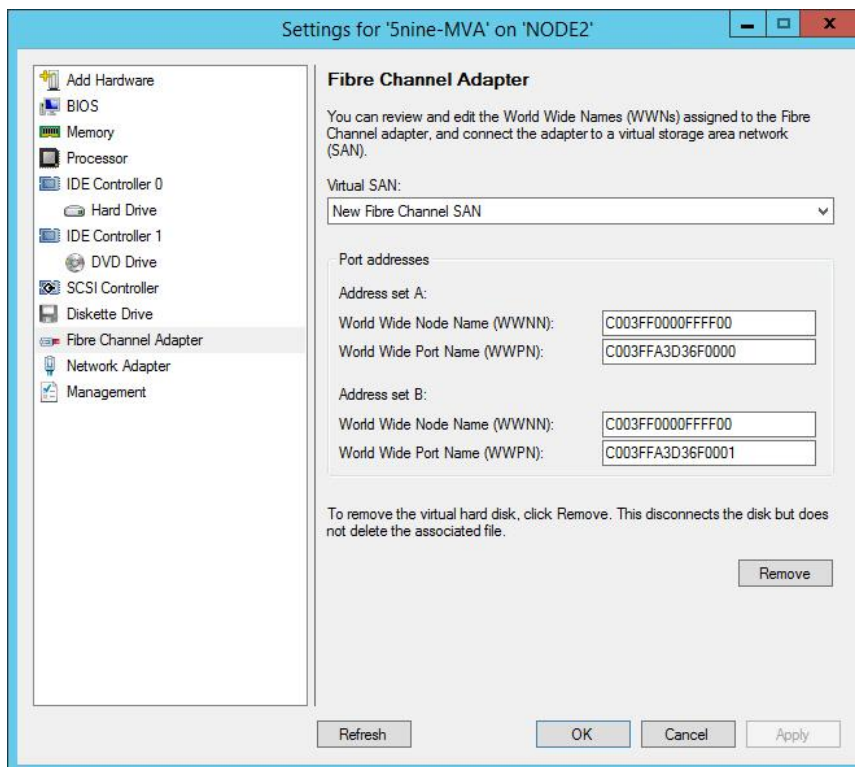 Settings for '5nine-MVA' on 'NODE2'
Add Hardware
BIOS
Memory
Processor
IDE Controller 0
Hard Drive
IDE Controller 1
DVD Drive
SCSI Controller
Diskette Drive
Fibre Channel Adapter
Network Adapter
Management
Fibre Channel Adapter
You can review and edit the World Wide Names (WWNs) assigned to the Fibre
Channel adapter, and connect the adapter to a virtual storage area network
(SAN).
Virtual SAN:
New Fibre Channel SAN
Port addresses
Address set A:
World Wide Node Name (WWNN): C003FF0000FFFF00
World Wide Port Name (WWPN): C003FFA3D36F0000
Address set B:
World Wide Node Name (WWNN): C003FF0000FFFF00
World Wide Port Name (WWPN): C003FFA3D36F0001
To remove the virtual hard disk, click Remove. This disconnects the disk but does
not delete the associated file.
Remove
Refresh OK Cancel Apply